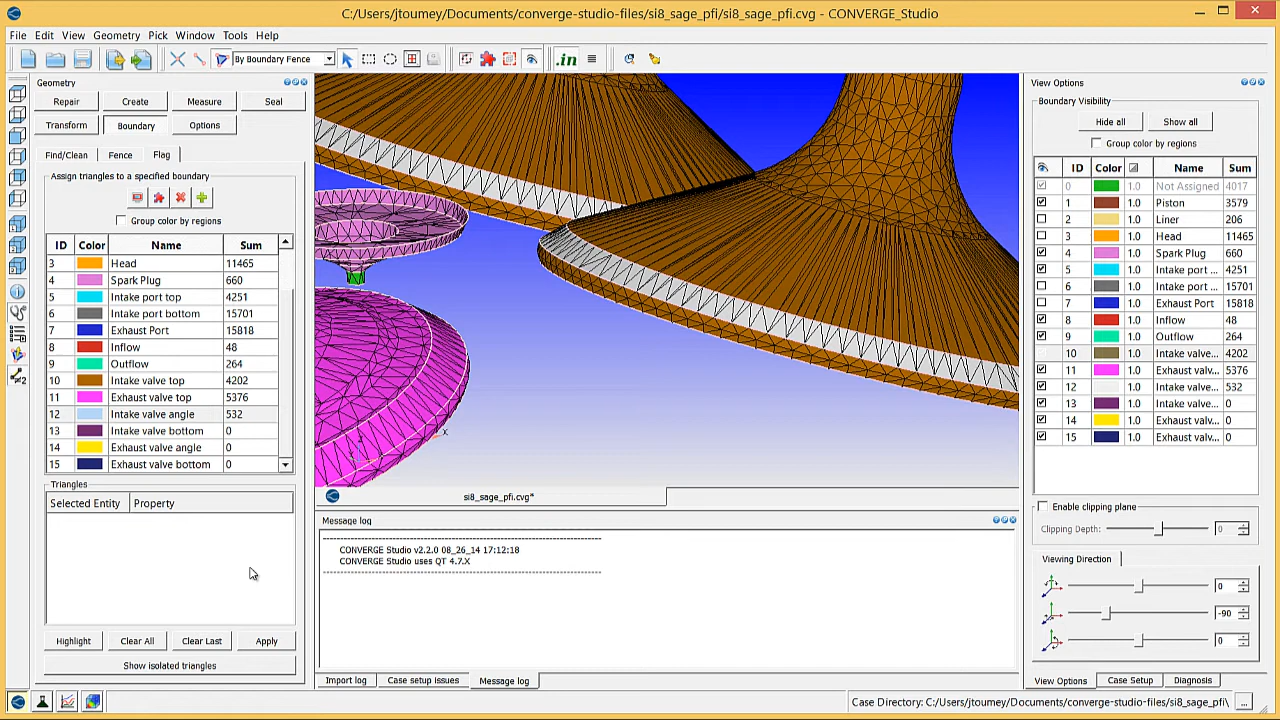 C:/Users/jtoumey/Documents/converge-studio-files/si8_sage_pfi/si8_sage_pfi.cvg - CONVERGE_Studio
File Edit View Geometry Pick Window Tools Help
By Boundary Fence
.in
Geometry
Repair Create Measure Seal
Transform Boundary Options
Find/Clean Fence Flag
Assign triangles to a specified boundary
Group color by regions
ID Color Name Sum
3 Head 11465
4 Spark Plug 660
5 Intake port top 4251
6 Intake port bottom 15701
7 Exhaust Port 15818
8 Inflow 48
9 Outflow 264
10 Intake valve top 4202
11 Exhaust valve top 5376
12 Intake valve angle 532
13 Intake valve bottom 0
14 Exhaust valve angle 0
15 Exhaust valve bottom 0
Triangles
Selected Entity Property
Highlight Clear All Clear Last Apply
Show isolated triangles
X
si8_sage_pfi.cvg*
Message log
CONVERGE Studio v2.2.0 08_26_14 17:12:18
CONVERGE Studio uses QT 4.7.X
Import log Case setup issues Message log
View Options
Boundary Visibility
Hide all Show all
Group color by regions
ID Color Name Sum
0 1.0 Not Assigned 4017
1 1.0 Piston 3579
2 1.0 Liner 206
3 1.0 Head 11465
4 1.0 Spark Plug 660
5 1.0 Intake port ... 4251
6 1.0 Intake port ... 15701
7 1.0 Exhaust Port 15818
8 1.0 Inflow 48
9 1.0 Outflow 264
10 1.0 Intake valve... 4202
11 1.0 Exhaust valv... 5376
12 1.0 Intake valve... 532
13 1.0 Intake valve... 0
14 1.0 Exhaust valv... 0
15 1.0 Exhaust valv... 0
Enable clipping plane
Clipping Depth: 0
Viewing Direction
0
-90
0
View Options Case Setup Diagnosis
Case Directory: C:/Users/jtoumey/Documents/converge-studio-files/si8_sage_pfi\ ...